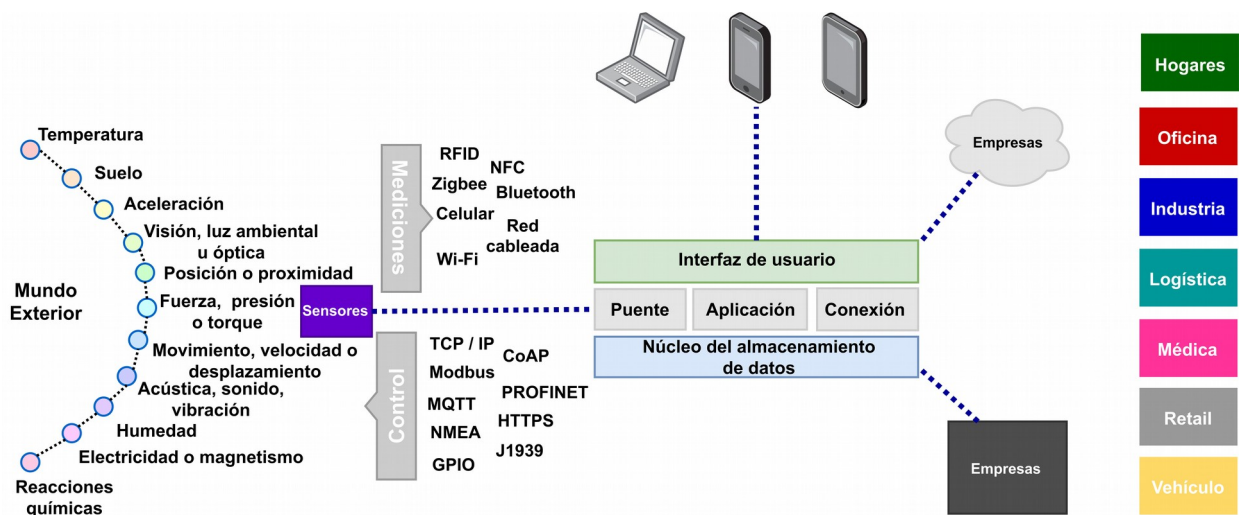 Temperatura
Suelo
Aceleración
Visión, luz ambiental
u óptica
Posición o proximidad
Mundo
Exterior
Fuerza, presión
o torque
Movimiento, velocidad o
desplazamiento
Acústica, sonido,
vibración
Humedad
Electricidad o magnetismo
Reacciones
químicas
Sensores
Mediciones
RFID
NFC
Zigbee
Bluetooth
Celular
Red
cableada
Wi-Fi
Control
TCP / IP
CoAP
Modbus
PROFINET
MQTT
HTTPS
NMEA
J1939
GPIO
Interfaz de usuario
Puente
Aplicación
Conexión
Núcleo del almacenamiento
de datos
Empresas
Empresas
Hogares
Oficina
Industria
Logística
Médica
Retail
Vehículo